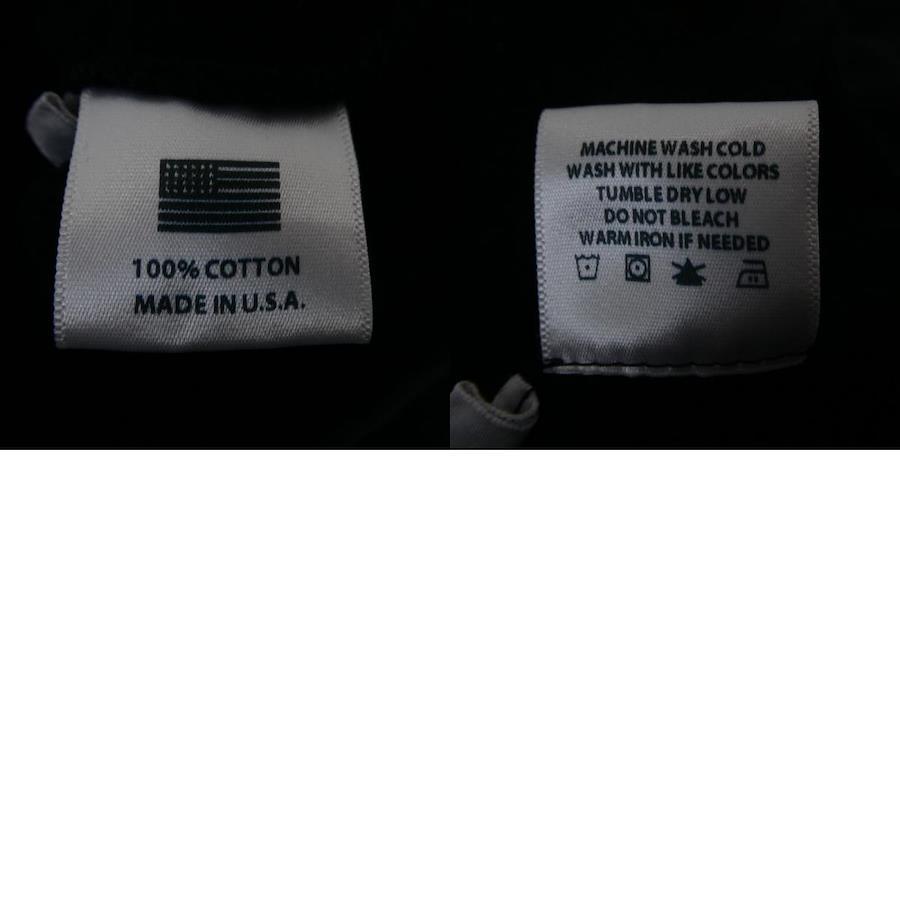 100% COTTON
MADE IN U.S.A.
MACHINE WASH COLD
WASH WITH LIKE COLORS
TUMBLE DRY LOW
DO NOT BLEACH
WARM IRON IF NEEDED